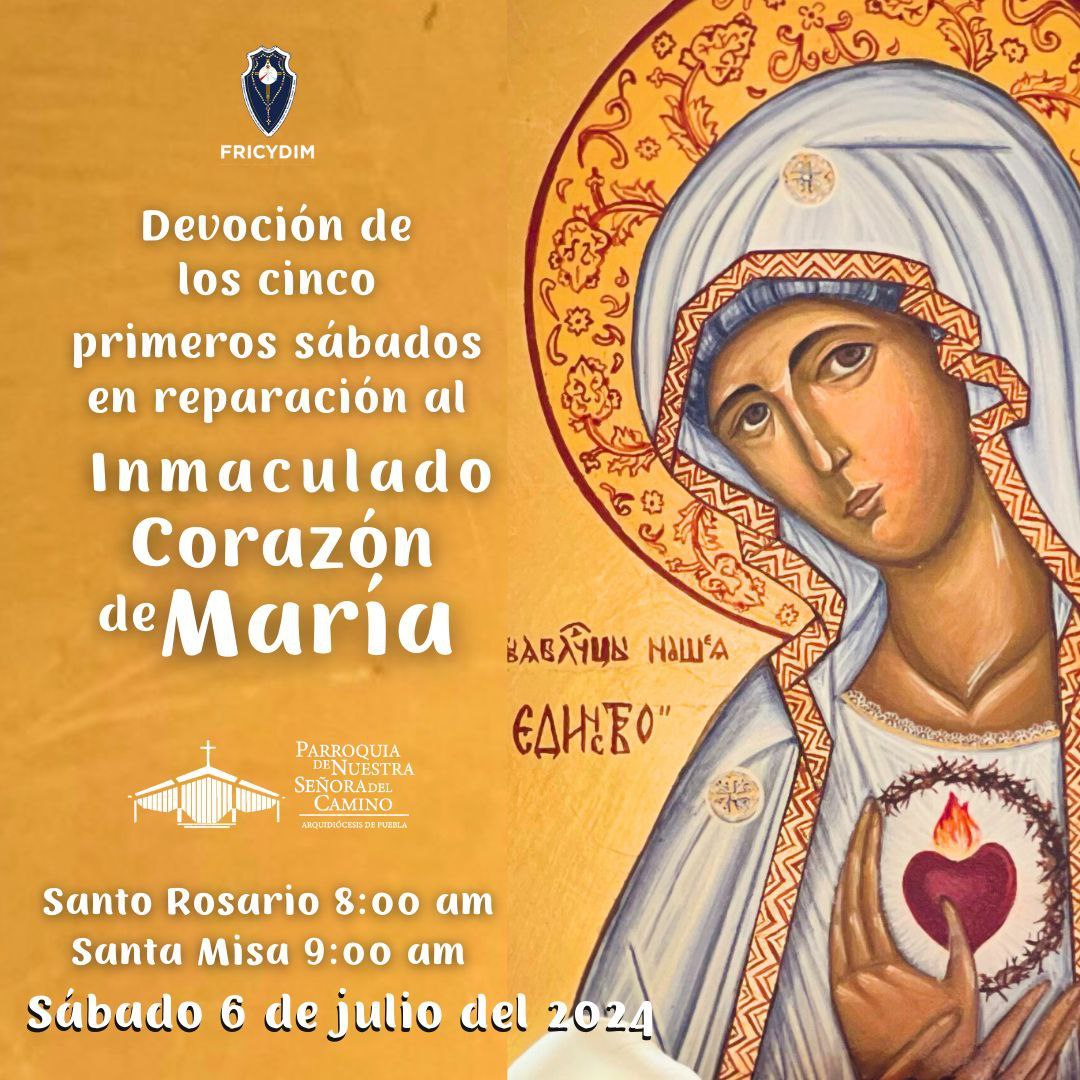 FRICYDIM
Devoción de
los cinco
primeros sábados
en reparación al
Inmaculado
Corazón
de María
PARROQUIA
DE NUESTRA
SEÑORA DEL
CAMINO
ARQUIDIÓCESIS DE PUEBLA
Santo Rosario 8:00 am
Santa Misa 9:00 am
Sábado 6 de julio del 2024